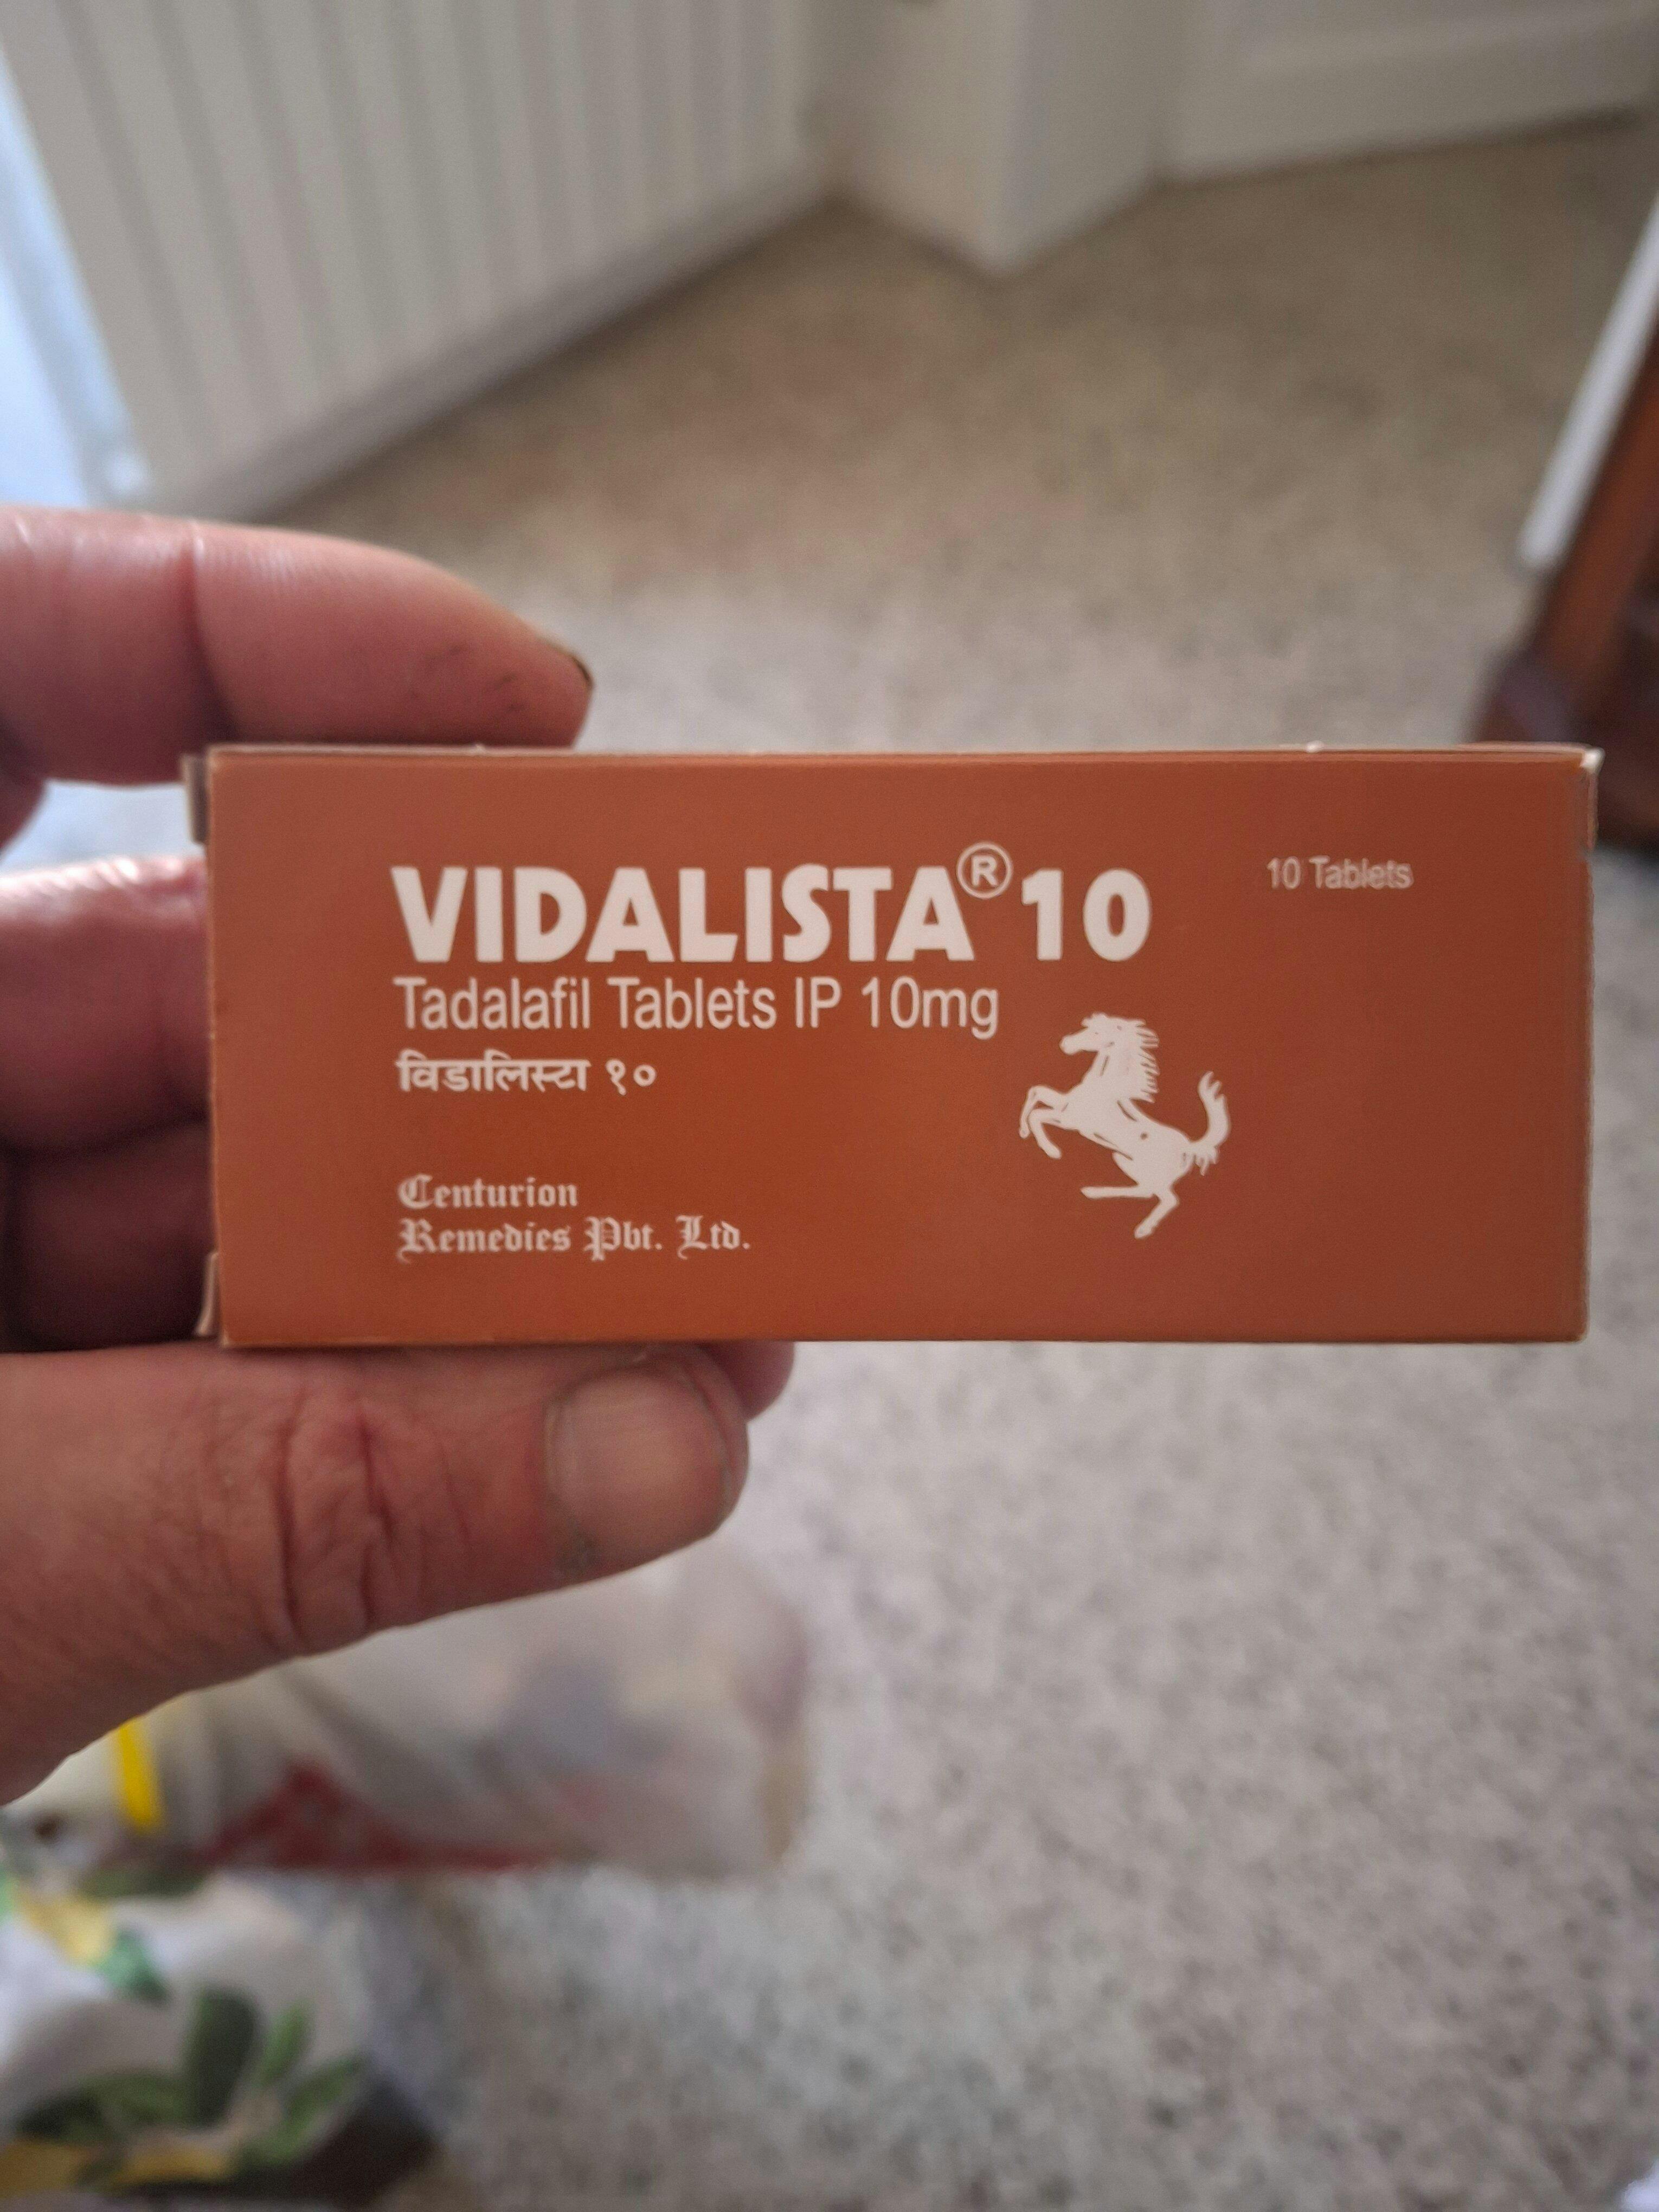 VIDALISTA® 10
10 Tablets
Tadalafil Tablets IP 10mg
विडालिस्टा १०
Centurion
Remedies Pvt. Ltd.